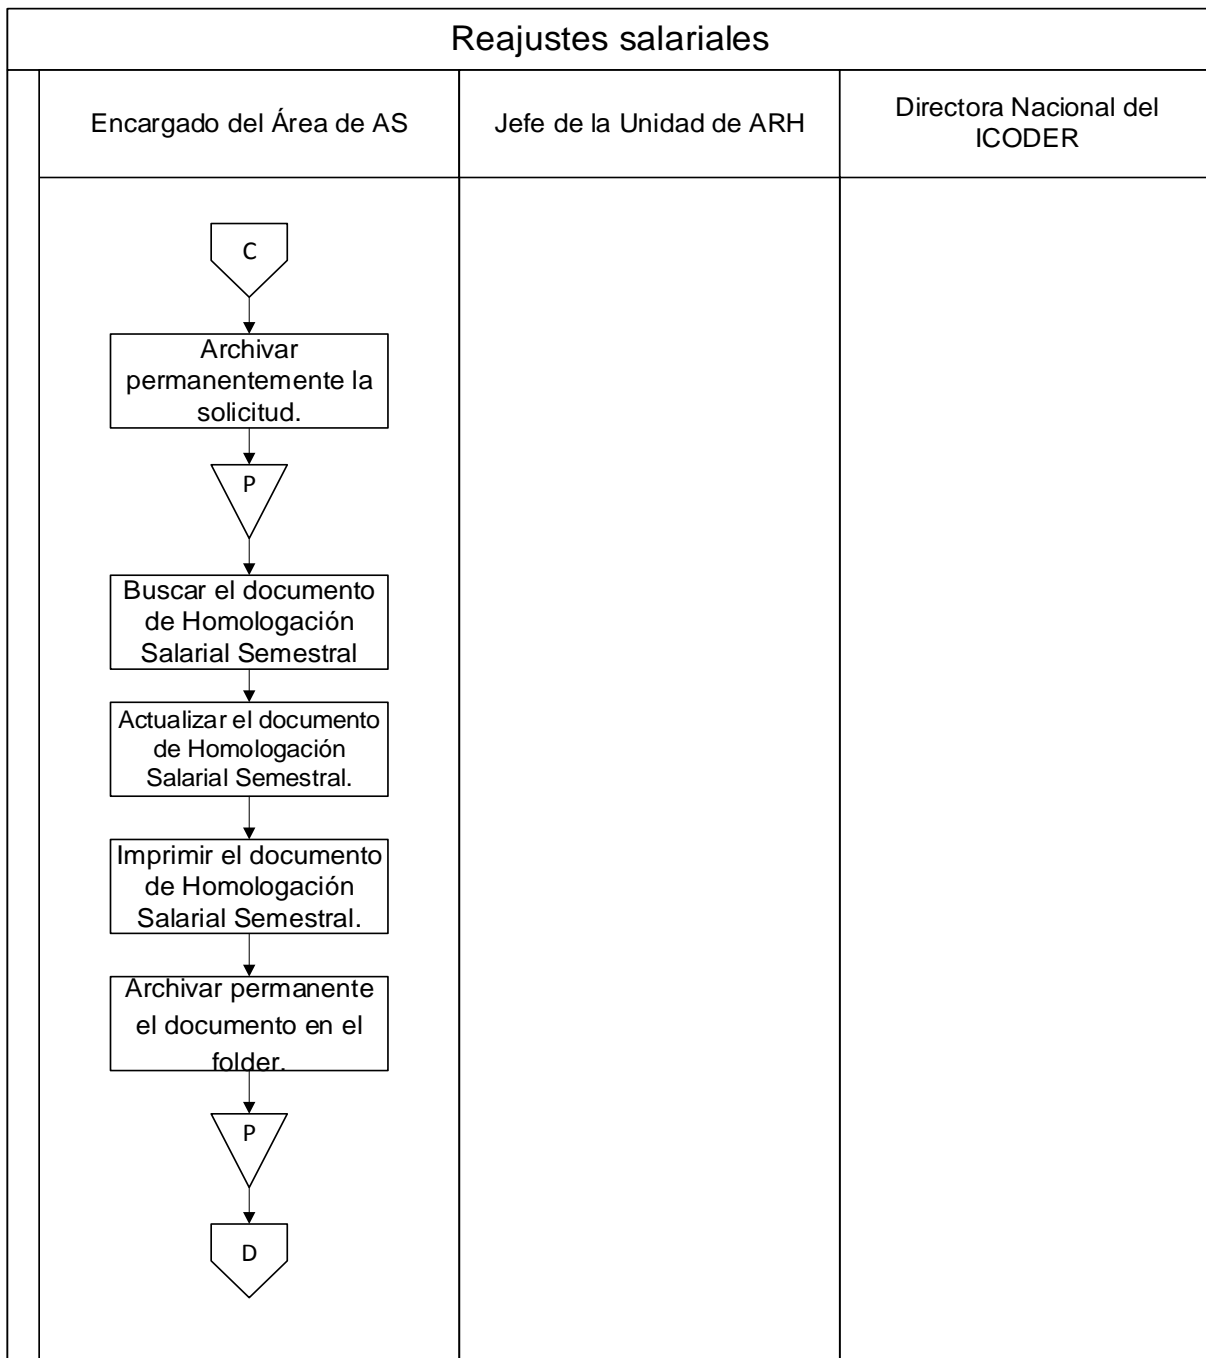 Reajustes salariales
Encargado del Área de AS
Jefe de la Unidad de ARH
Directora Nacional del
ICODER
C
Archivar
permanentemente la
solicitud.
P
Buscar el documento
de Homologación
Salarial Semestral
Actualizar el documento
de Homologación
Salarial Semestral.
Imprimir el documento
de Homologación
Salarial Semestral.
Archivar permanente
el documento en el
folder.
P
D